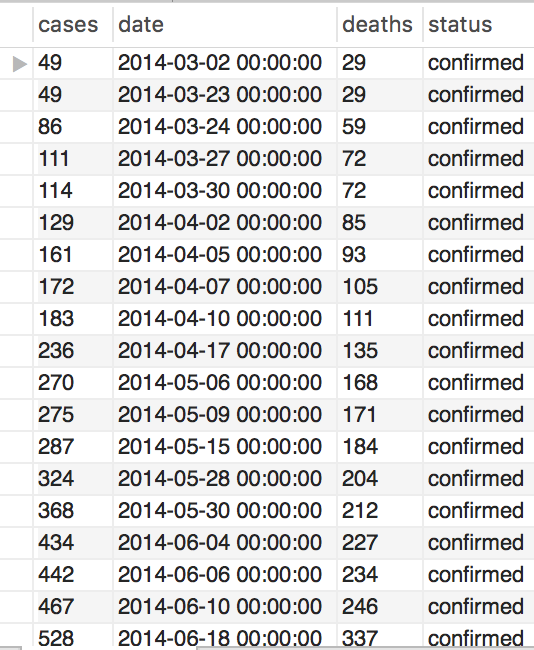 cases date deaths status
49 2014-03-02 00:00:00 29 confirmed
49 2014-03-23 00:00:00 29 confirmed
86 2014-03-24 00:00:00 59 confirmed
111 2014-03-27 00:00:00 72 confirmed
114 2014-03-30 00:00:00 72 confirmed
129 2014-04-02 00:00:00 85 confirmed
161 2014-04-05 00:00:00 93 confirmed
172 2014-04-07 00:00:00 105 confirmed
183 2014-04-10 00:00:00 111 confirmed
236 2014-04-17 00:00:00 135 confirmed
270 2014-05-06 00:00:00 168 confirmed
275 2014-05-09 00:00:00 171 confirmed
287 2014-05-15 00:00:00 184 confirmed
324 2014-05-28 00:00:00 204 confirmed
368 2014-05-30 00:00:00 212 confirmed
434 2014-06-04 00:00:00 227 confirmed
442 2014-06-06 00:00:00 234 confirmed
467 2014-06-10 00:00:00 246 confirmed
528 2014-06-18 00:00:00 337 confirmed